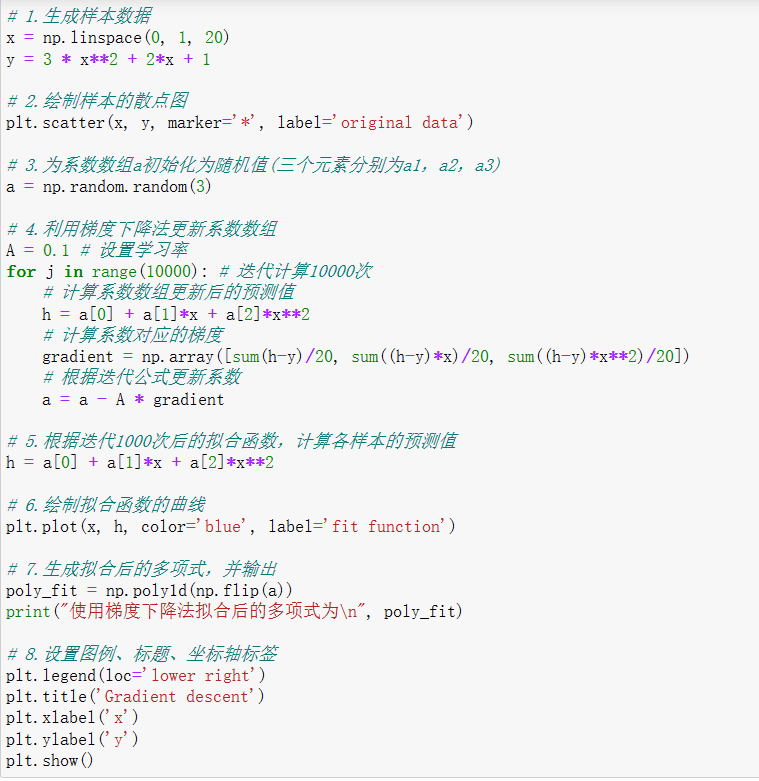 # 1.生成样本数据
x = np.linspace(0, 1, 20)
y = 3 * x**2 + 2*x + 1
# 2.绘制样本的散点图
plt.scatter(x, y, marker='*', label='original data')
# 3.为系数数组a初始化为随机值(三个元素分别为a1, a2, a3)
a = np.random.random(3)
# 4.利用梯度下降法更新系数数组
A = 0.1 # 设置学习率
for j in range(10000): # 迭代计算10000次
    # 计算系数数组更新后的预测值
    h = a[0] + a[1]*x + a[2]*x**2
    # 计算系数对应的梯度
    gradient = np.array([sum(h-y)/20, sum((h-y)*x)/20, sum((h-y)*x**2)/20])
    # 根据迭代公式更新系数
    a = a - A * gradient
# 5.根据迭代1000次后的拟合函数，计算各样本的预测值
h = a[0] + a[1]*x + a[2]*x**2
# 6.绘制拟合函数的曲线
plt.plot(x, h, color='blue', label='fit function')
# 7.生成拟合后的多项式，并输出
poly_fit = np.poly1d(np.flip(a))
print("使用梯度下降法拟合后的多项式为\n", poly_fit)
# 8.设置图例、标题、坐标轴标签
plt.legend(loc='lower right')
plt.title('Gradient descent')
plt.xlabel('x')
plt.ylabel('y')
plt.show()